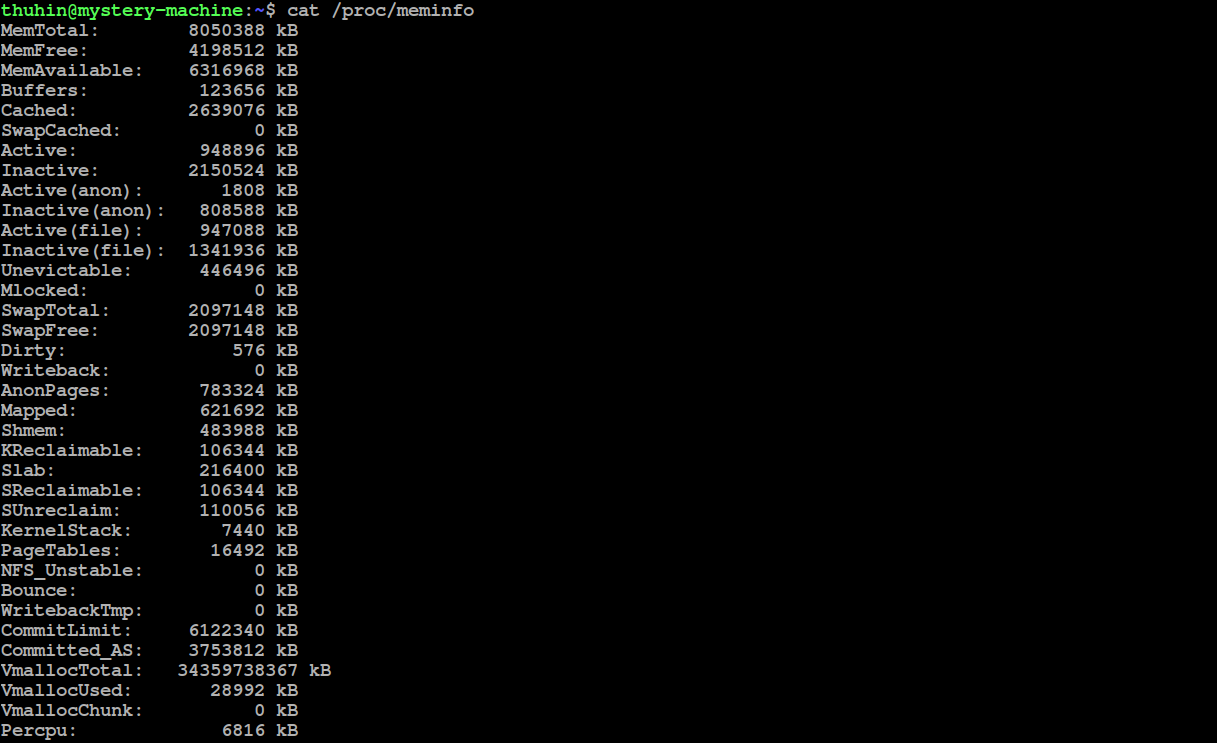 thuhin@mystery-machine:~$ cat /proc/meminfo
MemTotal:        8050388 kB
MemFree:         4198512 kB
MemAvailable:    6316968 kB
Buffers:          123656 kB
Cached:          2639076 kB
SwapCached:            0 kB
Active:           948896 kB
Inactive:        2150524 kB
Active(anon):       1808 kB
Inactive(anon):   808588 kB
Active(file):     947088 kB
Inactive(file):  1341936 kB
Unevictable:      446496 kB
Mlocked:               0 kB
SwapTotal:       2097148 kB
SwapFree:        2097148 kB
Dirty:               576 kB
Writeback:             0 kB
AnonPages:        783324 kB
Mapped:           621692 kB
Shmem:            483988 kB
KReclaimable:     106344 kB
Slab:             216400 kB
SReclaimable:     106344 kB
SUnreclaim:       110056 kB
KernelStack:        7440 kB
PageTables:        16492 kB
NFS_Unstable:          0 kB
Bounce:                0 kB
WritebackTmp:          0 kB
CommitLimit:     6122340 kB
Committed_AS:    3753812 kB
VmallocTotal:   34359738367 kB
VmallocUsed:       28992 kB
VmallocChunk:          0 kB
Percpu:             6816 kB